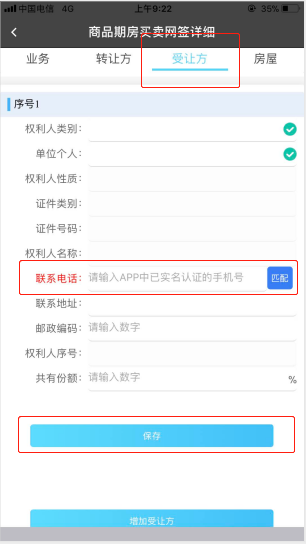 中国电信 4G 上午9:22 35%
商品期房买卖网签详细
业务 转让方 受让方 房屋
序号1
权利人类别:
单位个人:
权利人性质:
证件类别:
证件号码:
权利人名称:
联系电话: 请输入APP中已实名认证的手机号 匹配
联系地址:
邮政编码: 请输入数字
权利人序号:
共有份额: 请输入数字 %
保存
增加受让方